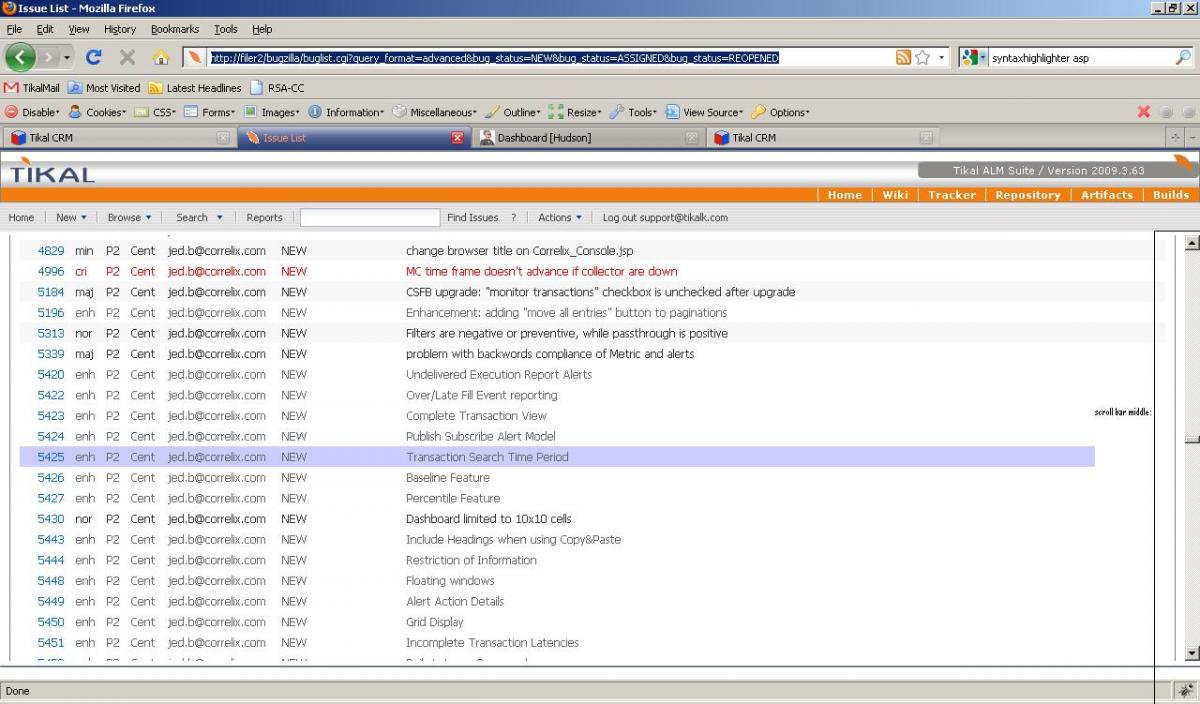 Issue List - Mozilla Firefox
File Edit View History Bookmarks Tools Help
http://filer2/bugzilla/buglist.cgi?query_format=advanced&bug_status=NEW&bug_status=ASSIGNED&bug_status=REOPENED
syntaxhighlighter asp
TikalMail Most Visited Latest Headlines RSA-CC
Disable Cookies CSS Forms Images Information Miscellaneous Outline Resize Tools View Source Options
Tikal CRM Issue List Dashboard [Hudson] Tikal CRM
TIKAL
Tikal ALM Suite / Version 2009.3.63
Home | Wiki | Tracker | Repository | Artifacts | Builds
Home New Browse Search Reports Find Issues ? Actions Log out support@tikalk.com
4829 min P2 Cent jed.b@correlix.com NEW change browser title on Correlix_Console.jsp
4996 cri P2 Cent jed.b@correlix.com NEW MC time frame doesn't advance if collector are down
5184 maj P2 Cent jed.b@correlix.com NEW CSFB upgrade: "monitor transactions" checkbox is unchecked after upgrade
5196 enh P2 Cent jed.b@correlix.com NEW Enhancement: adding "move all entries" button to paginations
5313 nor P2 Cent jed.b@correlix.com NEW Filters are negative or preventive, while passthrough is positive
5339 maj P2 Cent jed.b@correlix.com NEW problem with backwords compliance of Metric and alerts
5420 enh P2 Cent jed.b@correlix.com NEW Undelivered Execution Report Alerts
5422 enh P2 Cent jed.b@correlix.com NEW Over/Late Fill Event reporting
5423 enh P2 Cent jed.b@correlix.com NEW Complete Transaction View
scroll bar middle:
5424 enh P2 Cent jed.b@correlix.com NEW Publish Subscribe Alert Model
5425 enh P2 Cent jed.b@correlix.com NEW Transaction Search Time Period
5426 enh P2 Cent jed.b@correlix.com NEW Baseline Feature
5427 enh P2 Cent jed.b@correlix.com NEW Percentile Feature
5430 nor P2 Cent jed.b@correlix.com NEW Dashboard limited to 10x10 cells
5443 enh P2 Cent jed.b@correlix.com NEW Include Headings when using Copy&Paste
5444 enh P2 Cent jed.b@correlix.com NEW Restriction of Information
5448 enh P2 Cent jed.b@correlix.com NEW Floating windows
5449 enh P2 Cent jed.b@correlix.com NEW Alert Action Details
5450 enh P2 Cent jed.b@correlix.com NEW Grid Display
5451 enh P2 Cent jed.b@correlix.com NEW Incomplete Transaction Latencies
Done